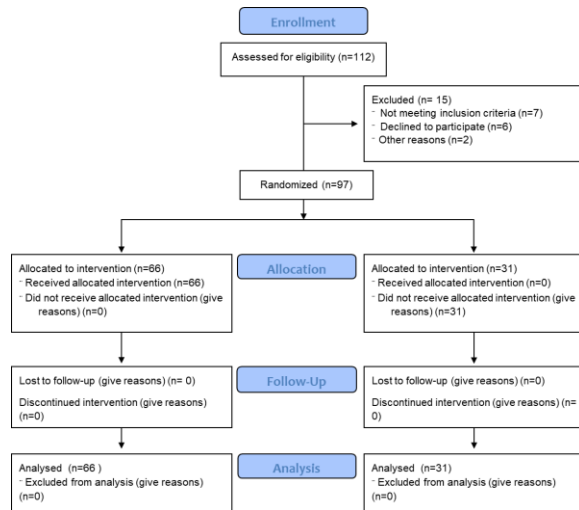 Enrollment
Assessed for eligibility (n=112)
Excluded (n= 15)
⁻ Not meeting inclusion criteria (n=7)
⁻ Declined to participate (n=6)
⁻ Other reasons (n=2)
Randomized (n=97)
Allocation
Allocated to intervention (n=66)
⁻ Received allocated intervention (n=66)
⁻ Did not receive allocated intervention (give
reasons) (n=0)
Allocated to intervention (n=31)
⁻ Received allocated intervention (n=0)
⁻ Did not receive allocated intervention (give
reasons) (n=31)
Follow-Up
Lost to follow-up (give reasons) (n= 0)
Discontinued intervention (give reasons)
(n=0)
Lost to follow-up (give reasons) (n=0)
Discontinued intervention (give reasons) (n=
0)
Analysis
Analysed (n=66 )
⁻ Excluded from analysis (give reasons)
(n=0)
Analysed (n=31)
⁻ Excluded from analysis (give reasons)
(n=0)